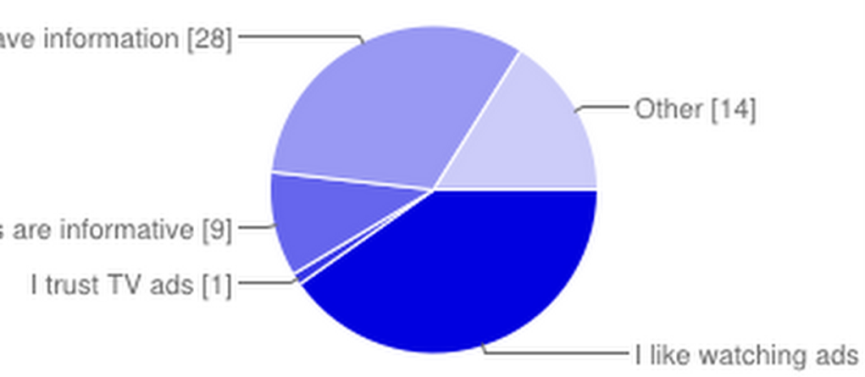 ave information [28]
Other [14]
s are informative [9]
I trust TV ads [1]
I like watching ads